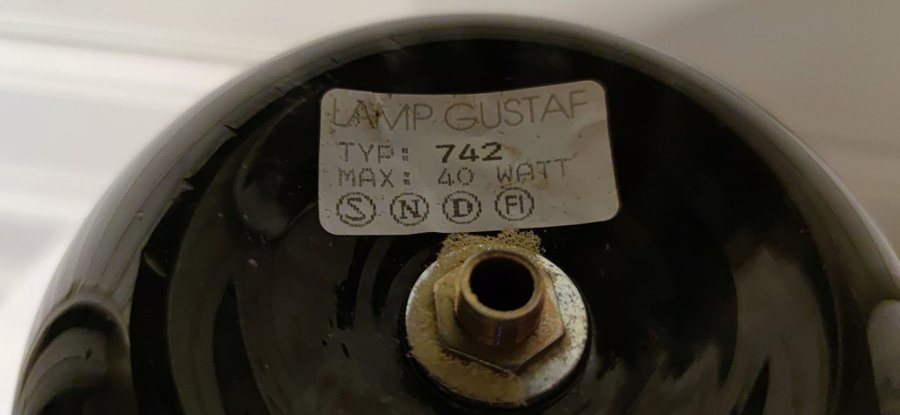 LAMP GUSTAF
TYP: 742
MAX: 40 WATT
S N D FI